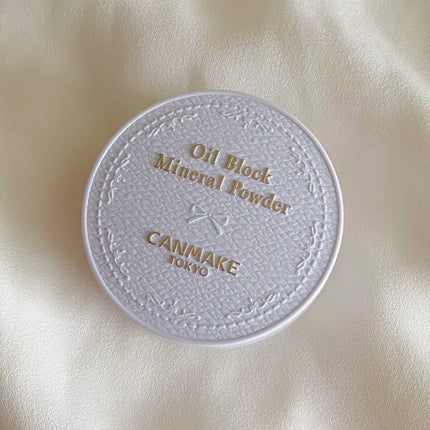 Oil Block
Mineral Powder
CANMAKE
TOKYO